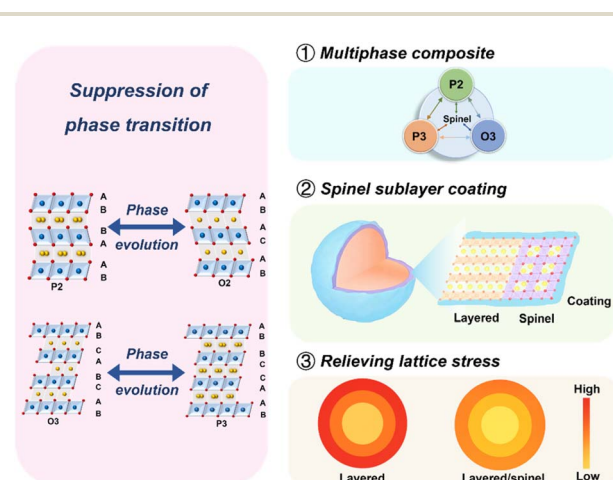 Suppression of
phase transition
A
B
B
A
A
B
P2
Phase
evolution
A
B
A
C
A
B
O2
A
B
C
A
B
C
A
B
O3
Phase
evolution
A
B
B
C
C
A
A
B
P3
① Multiphase composite
P2
Spinel
P3
O3
② Spinel sublayer coating
Layered
Spinel
Coating
③ Relieving lattice stress
High
Low
Layered
Layered/spinel